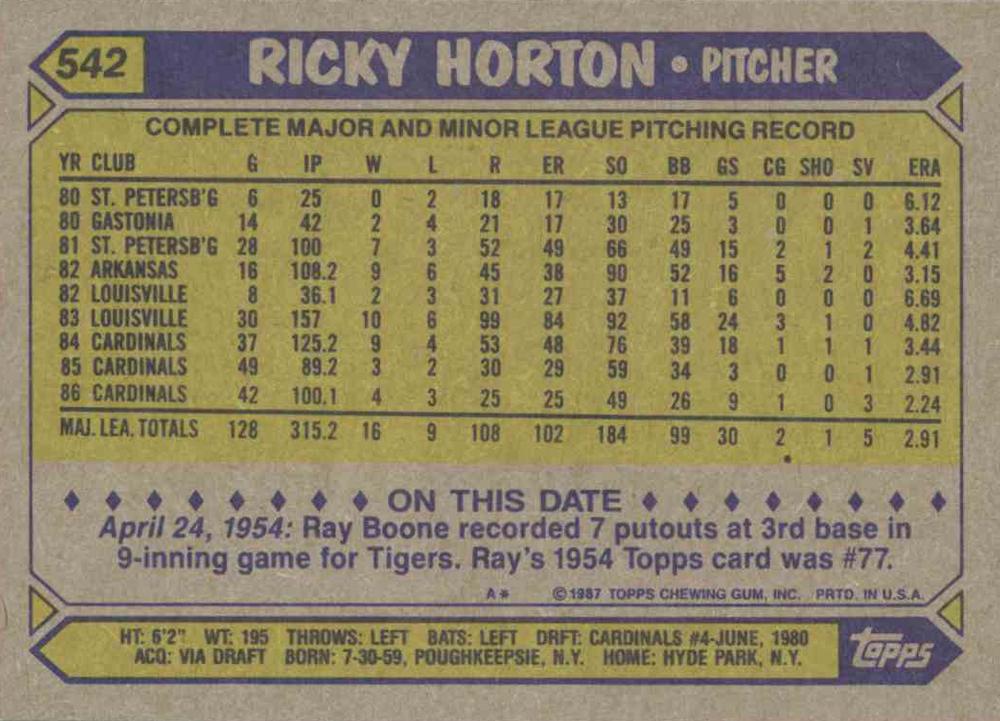 542 RICKY HORTON • PITCHER
COMPLETE MAJOR AND MINOR LEAGUE PITCHING RECORD
YR CLUB G IP W L R ER SO BB GS CG SHO SV ERA
80 ST. PETERSB'G 6 25 0 2 18 17 13 17 5 0 0 0 6.12
80 GASTONIA 14 42 2 4 21 17 30 25 3 0 0 1 3.64
81 ST. PETERSB'G 28 100 7 3 52 49 66 49 15 2 1 2 4.41
82 ARKANSAS 16 108.2 9 6 45 38 90 52 16 5 2 0 3.15
82 LOUISVILLE 8 36.1 2 3 31 27 37 11 6 0 0 0 6.69
83 LOUISVILLE 30 157 10 6 99 84 92 58 24 3 1 0 4.82
84 CARDINALS 37 125.2 9 4 53 48 76 39 18 1 1 1 3.44
85 CARDINALS 49 89.2 3 2 30 29 59 34 3 0 0 1 2.91
86 CARDINALS 42 100.1 4 3 25 25 49 26 9 1 0 3 2.24
MAJ. LEA. TOTALS 128 315.2 16 9 108 102 184 99 30 2 1 5 2.91
♦ ♦ ♦ ♦ ♦ ♦ ♦ ♦ ON THIS DATE ♦ ♦ ♦ ♦ ♦ ♦ ♦ ♦
April 24, 1954: Ray Boone recorded 7 putouts at 3rd base in
9-inning game for Tigers. Ray's 1954 Topps card was #77.
A* © 1987 TOPPS CHEWING GUM, INC. PRTD. IN U.S.A.
HT: 6'2" WT: 195 THROWS: LEFT BATS: LEFT DRFT: CARDINALS #4-JUNE, 1980
ACQ: VIA DRAFT BORN: 7-30-59, POUGHKEEPSIE, N.Y. HOME: HYDE PARK, N.Y.
Topps